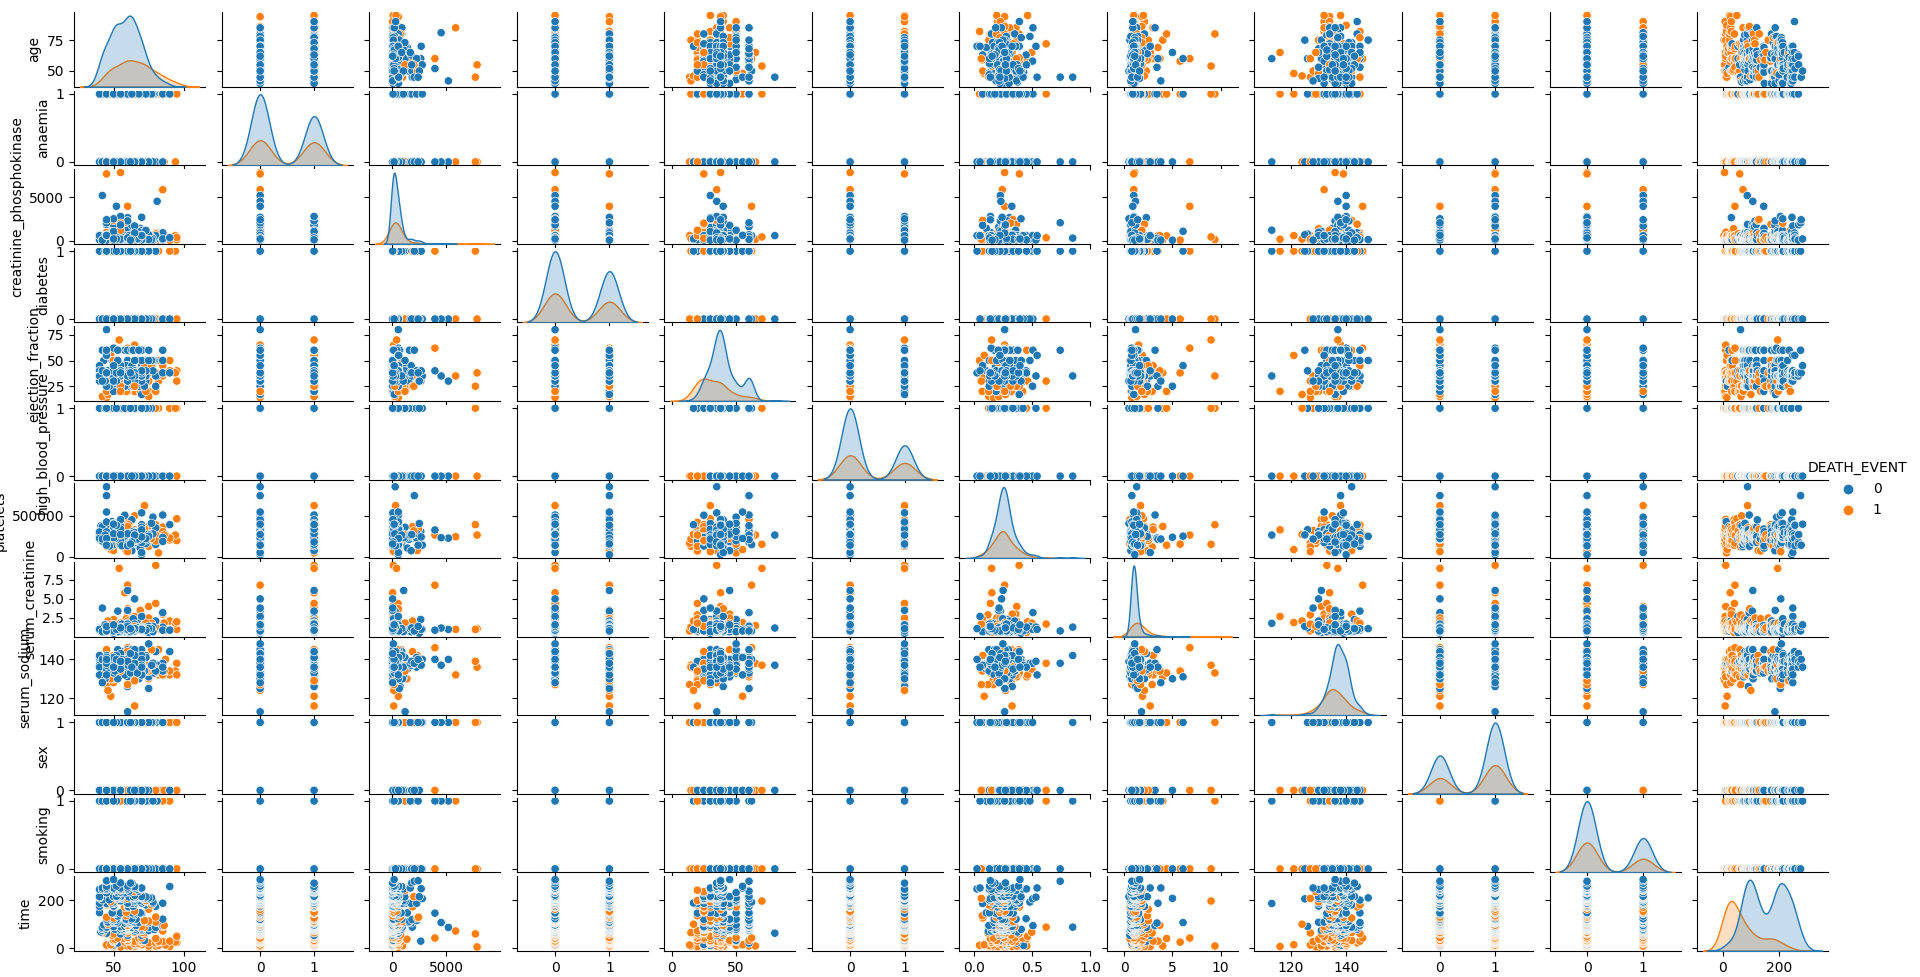 age
75
50
anaemia
1
0
creatinine_phosphokinase
5000
0
diabetes
1
0
ejection_fraction
75
50
25
high_blood_pressure
1
0
platelets
500000
0
serum_creatinine
7.5
5.0
2.5
serum_sodium
140
120
sex
1
0
smoking
1
0
time
200
0
50 100 0 1 0 5000 0 1 0 50 0 1 0.0 0.5 1.0 0 5 10 120 140 0 1 0 1 0 200
DEATH_EVENT
0
1